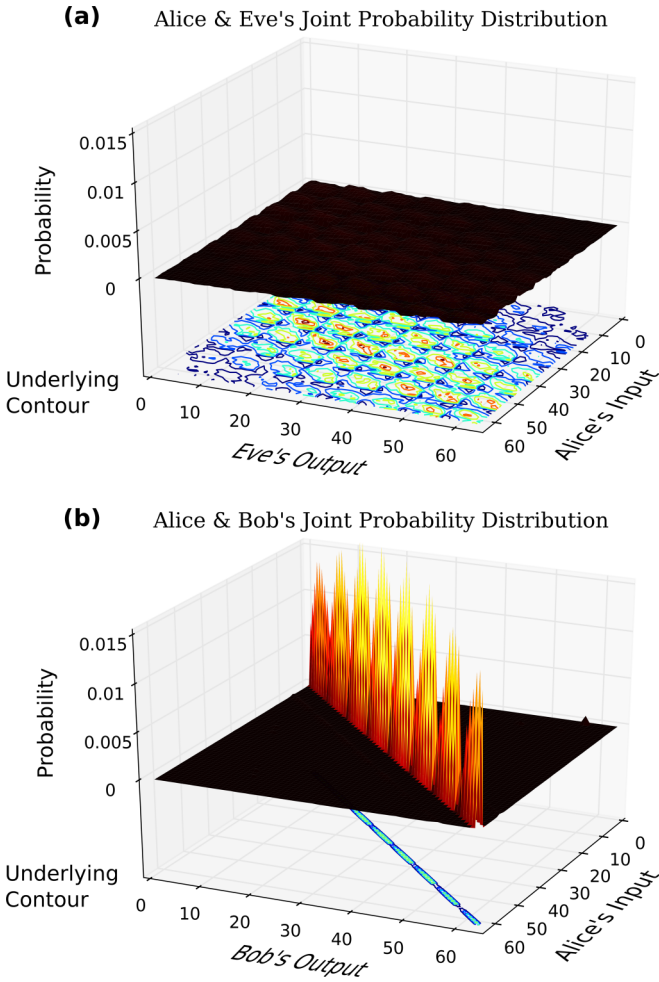 (a) Alice & Eve's Joint Probability Distribution
0.015
0.01
0.005
0
Probability
Underlying
Contour
0 10 20 30 40 50 60
Eve's Output
0
10
20
30
40
50
60
Alice's Input
(b) Alice & Bob's Joint Probability Distribution
0.015
0.01
0.005
0
Probability
Underlying
Contour
0 10 20 30 40 50 60
Bob's Output
0
10
20
30
40
50
60
Alice's Input